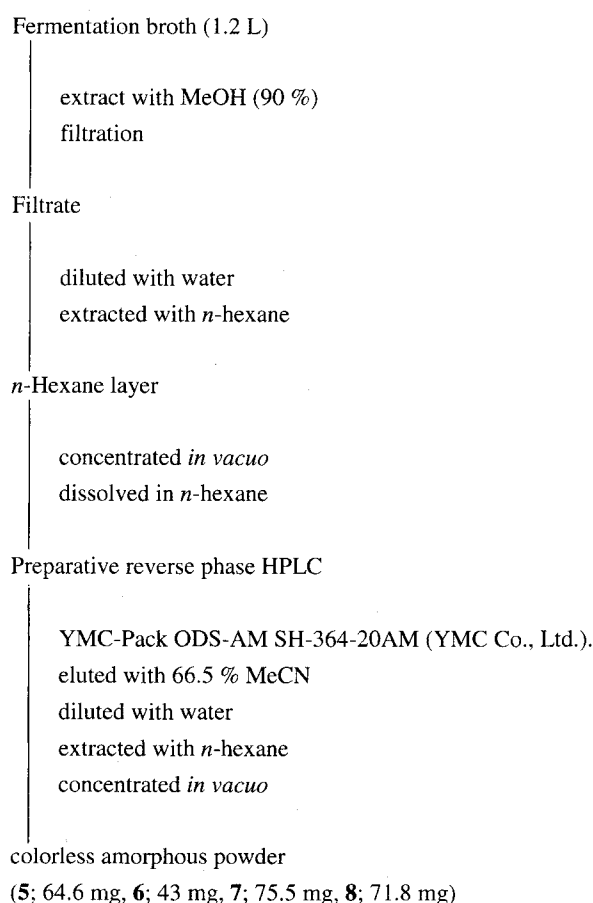 Fermentation broth (1.2 L)
extract with MeOH (90 %)
filtration
Filtrate
diluted with water
extracted with n-hexane
n-Hexane layer
concentrated in vacuo
dissolved in n-hexane
Preparative reverse phase HPLC
YMC-Pack ODS-AM SH-364-20AM (YMC Co., Ltd.).
eluted with 66.5 % MeCN
diluted with water
extracted with n-hexane
concentrated in vacuo
colorless amorphous powder
(5; 64.6 mg, 6; 43 mg, 7; 75.5 mg, 8; 71.8 mg)